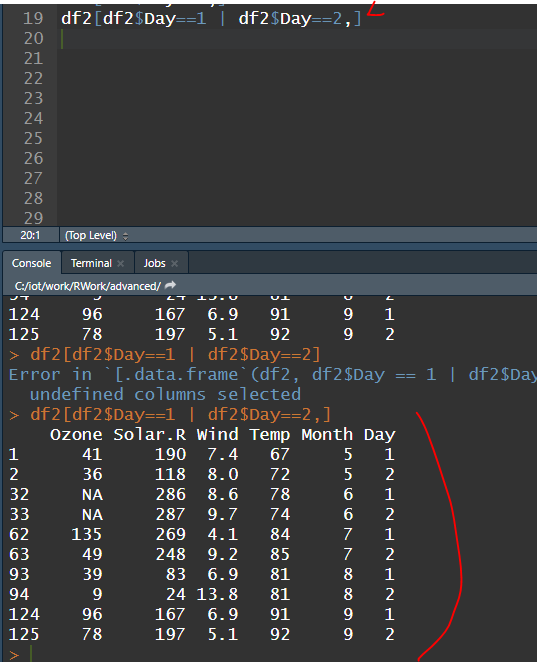 19 df2[df2$Day==1 | df2$Day==2,]
20
21
22
23
24
25
26
27
28
29
20:1 (Top Level)
Console Terminal Jobs
C:/iot/work/RWork/advanced/
124 96 167 6.9 91 9 1
125 78 197 5.1 92 9 2
> df2[df2$Day==1 | df2$Day==2]
Error in `[.data.frame`(df2, df2$Day == 1 | df2$Day
undefined columns selected
> df2[df2$Day==1 | df2$Day==2,]
Ozone Solar.R Wind Temp Month Day
1 41 190 7.4 67 5 1
2 36 118 8.0 72 5 2
32 NA 286 8.6 78 6 1
33 NA 287 9.7 74 6 2
62 135 269 4.1 84 7 1
63 49 248 9.2 85 7 2
93 39 83 6.9 81 8 1
94 9 24 13.8 81 8 2
124 96 167 6.9 91 9 1
125 78 197 5.1 92 9 2
>